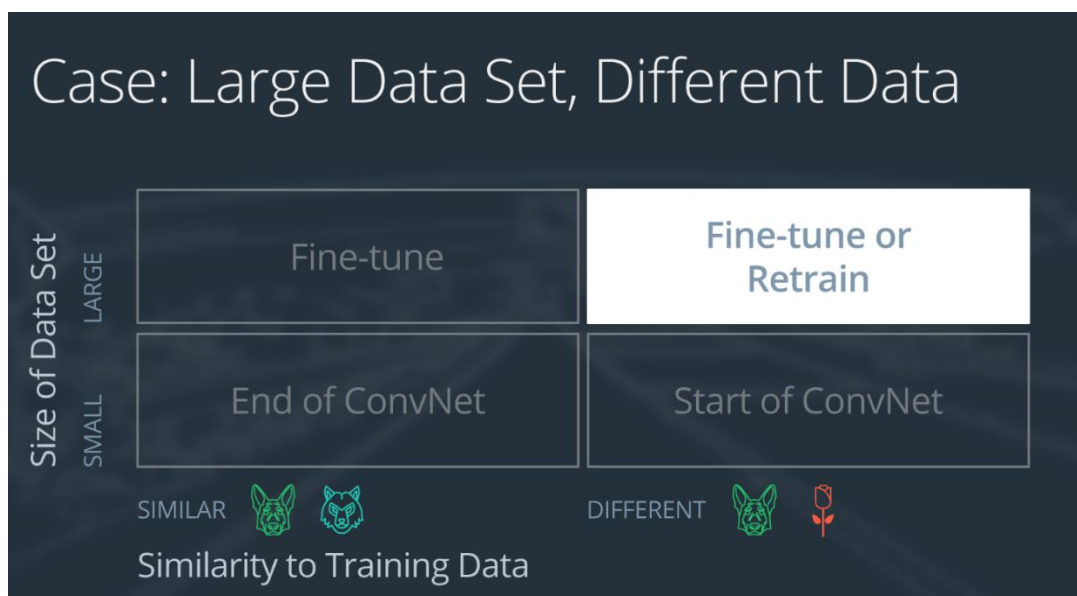 Case: Large Data Set, Different Data
Size of Data Set
LARGE
Fine-tune
Fine-tune or
Retrain
SMALL
End of ConvNet
Start of ConvNet
SIMILAR
DIFFERENT
Similarity to Training Data